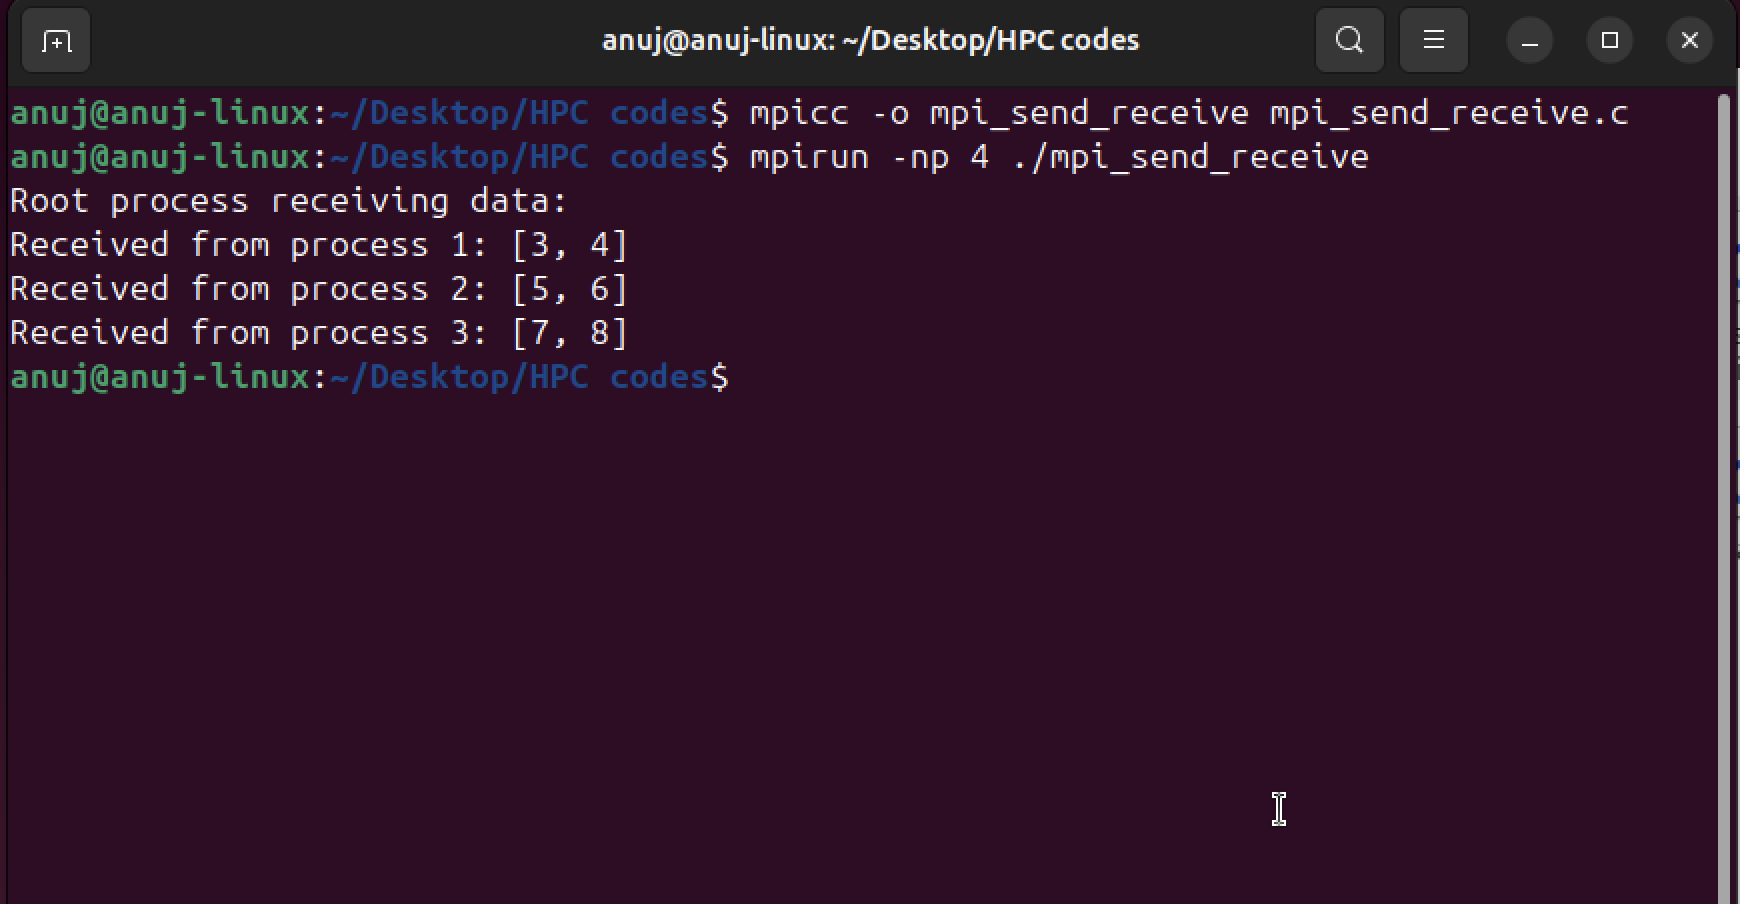 anuj@anuj-linux: ~/Desktop/HPC codes
anuj@anuj-linux:~/Desktop/HPC codes$ mpicc -o mpi_send_receive mpi_send_receive.c
anuj@anuj-linux:~/Desktop/HPC codes$ mpirun -np 4 ./mpi_send_receive
Root process receiving data:
Received from process 1: [3, 4]
Received from process 2: [5, 6]
Received from process 3: [7, 8]
anuj@anuj-linux:~/Desktop/HPC codes$